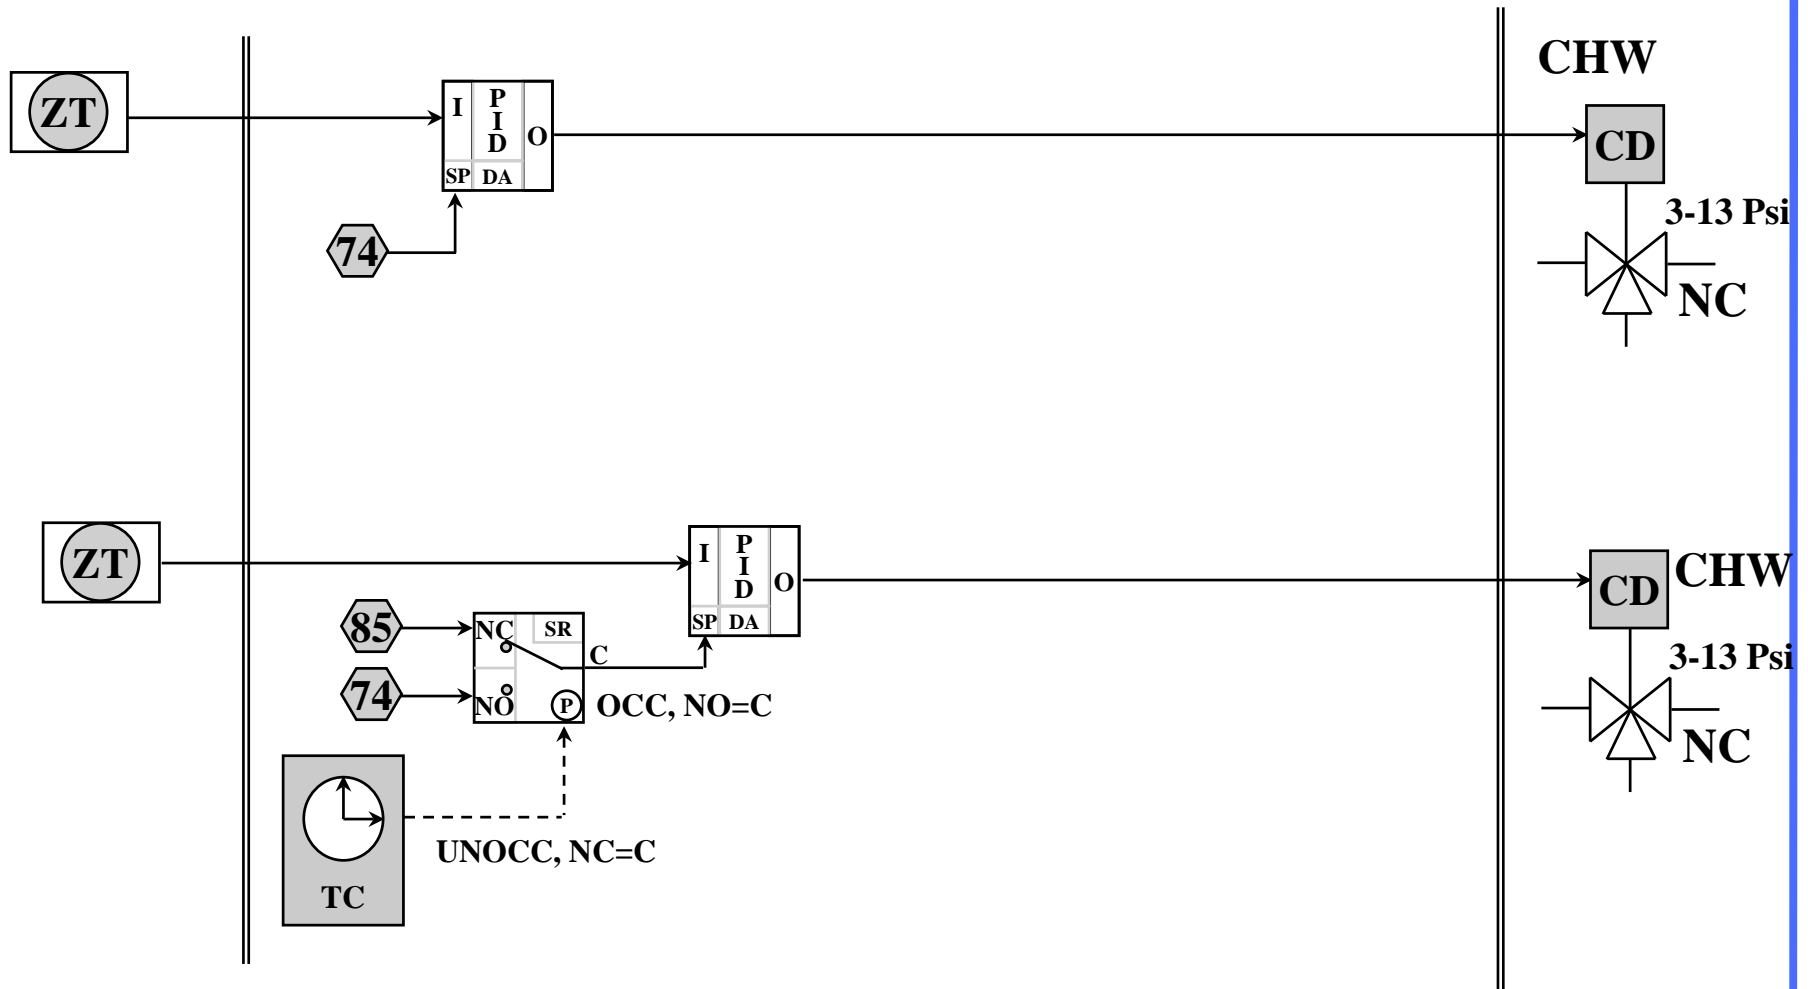 CHW
ZT
I
P
I
D
O
SP
DA
CD
74
3-13 Psi
NC
ZT
I
P
I
D
O
SP
DA
CD
CHW
85
NC
SR
C
74
NO
P
OCC, NO=C
3-13 Psi
NC
UNOCC, NC=C
TC